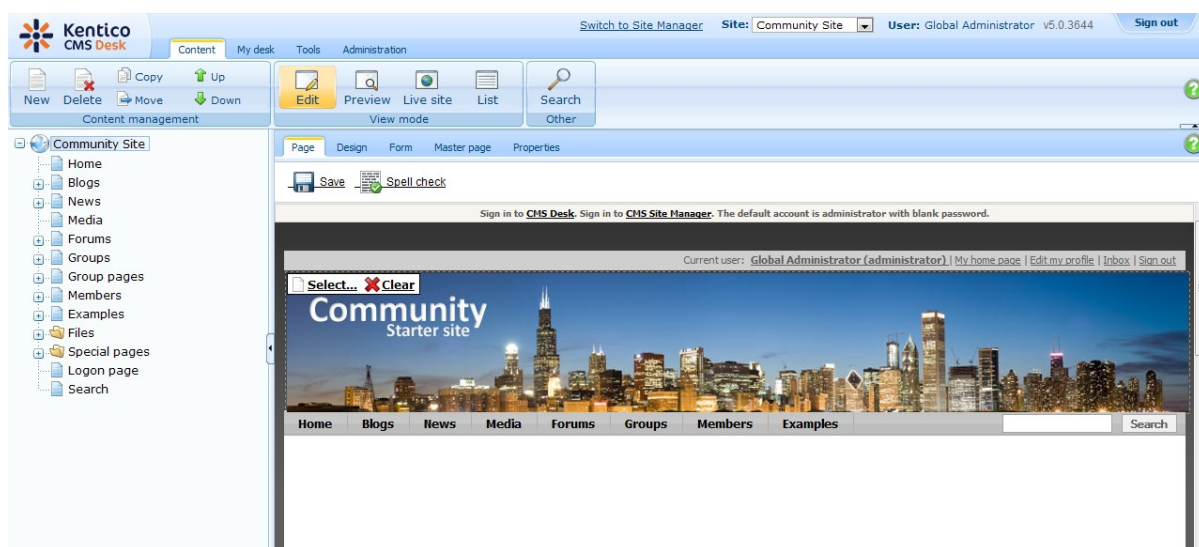 Kentico
CMS Desk
Switch to Site Manager Site: Community Site User: Global Administrator v5.0.3644 Sign out
Content My desk Tools Administration
New Delete Copy Move Up Down
Content management
Edit Preview Live site List
View mode
Search
Other
Community Site
Home
Blogs
News
Media
Forums
Groups
Group pages
Members
Examples
Files
Special pages
Logon page
Search
Page Design Form Master page Properties
Save Spell check
Sign in to CMS Desk. Sign in to CMS Site Manager. The default account is administrator with blank password.
Current user: Global Administrator (administrator) | My home page | Edit my profile | Inbox | Sign out
Select... Clear
Community
Starter site
Home Blogs News Media Forums Groups Members Examples Search